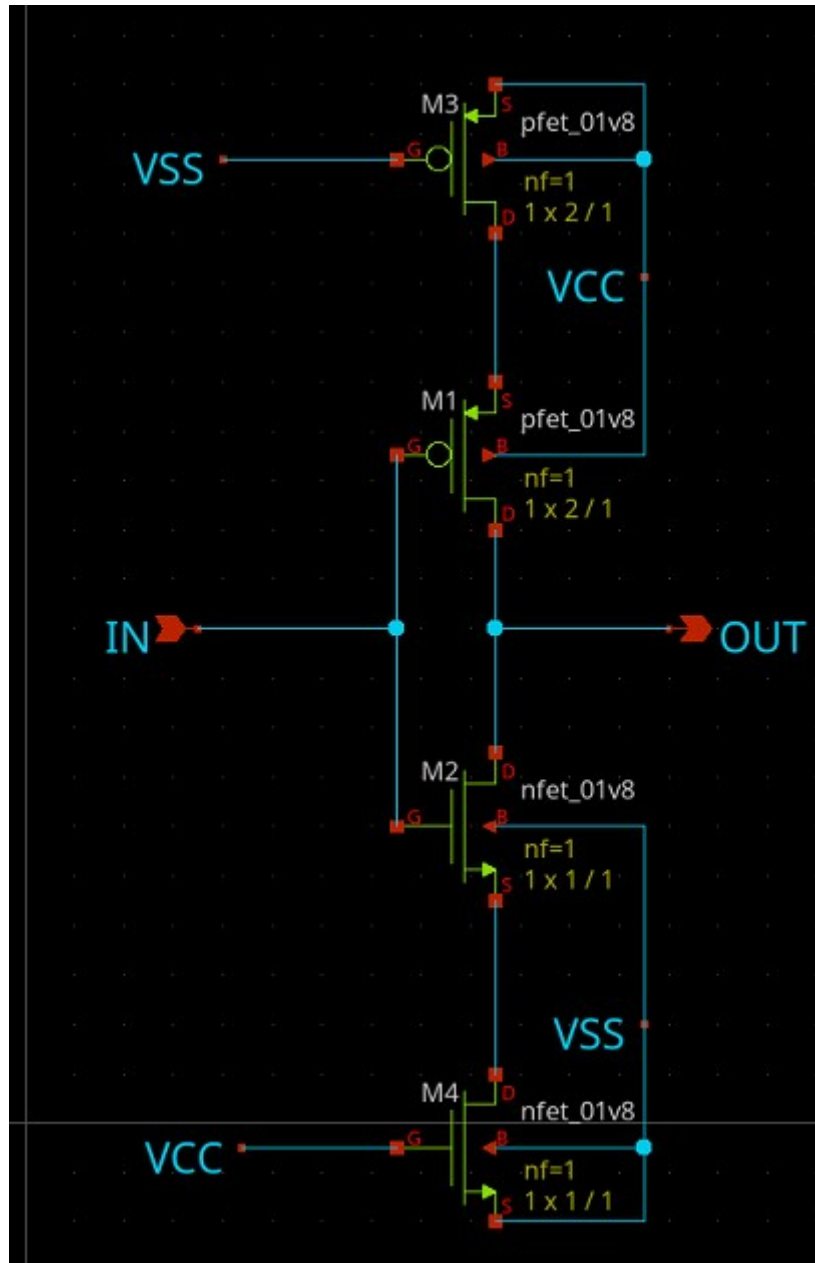 M3
S
pfet_01v8
VSS
G
B
nf=1
D
1 x 2 / 1
VCC
M1
S
pfet_01v8
G
B
nf=1
D
1 x 2 / 1
IN
OUT
M2
D
nfet_01v8
G
B
nf=1
S
1 x 1 / 1
VSS
M4
D
nfet_01v8
VCC
G
B
nf=1
S
1 x 1 / 1